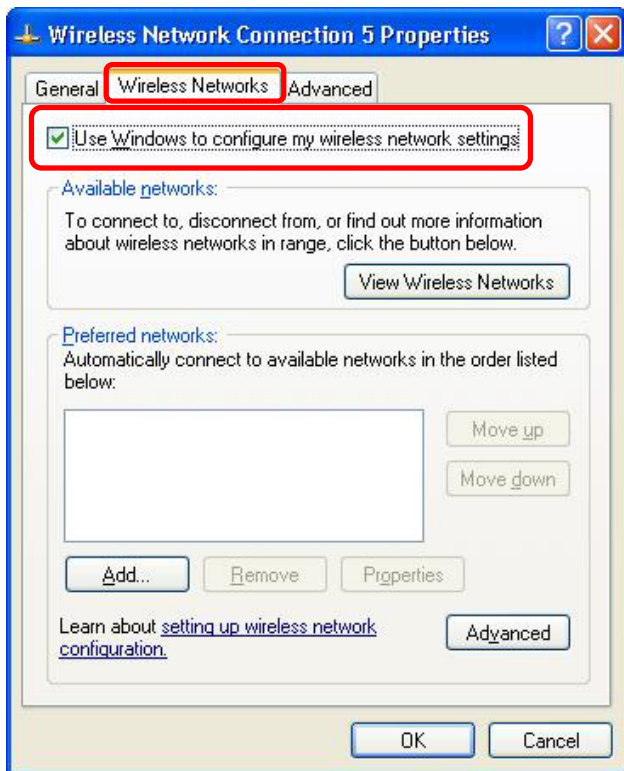 Wireless Network Connection 5 Properties
General
Wireless Networks
Advanced
Use Windows to configure my wireless network settings
Available networks:
To connect to, disconnect from, or find out more information
about wireless networks in range, click the button below.
View Wireless Networks
Preferred networks:
Automatically connect to available networks in the order listed
below:
Move up
Move down
Add...
Remove
Properties
Learn about setting up wireless network
configuration.
Advanced
OK
Cancel